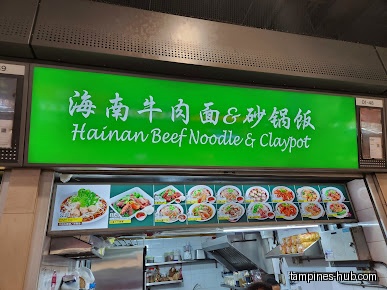 海南牛肉面&砂锅饭
Hainan Beef Noodle & Claypot
tampines-hub.com